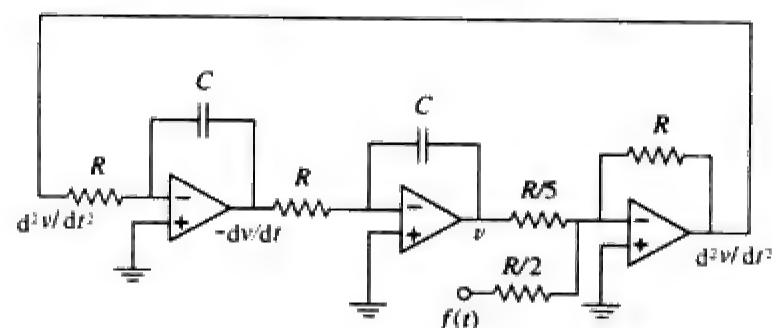 C
C
R
R
R
R/5
d²v/dt²
-dv/dt
v
d²v/dt²
R/2
f(t)